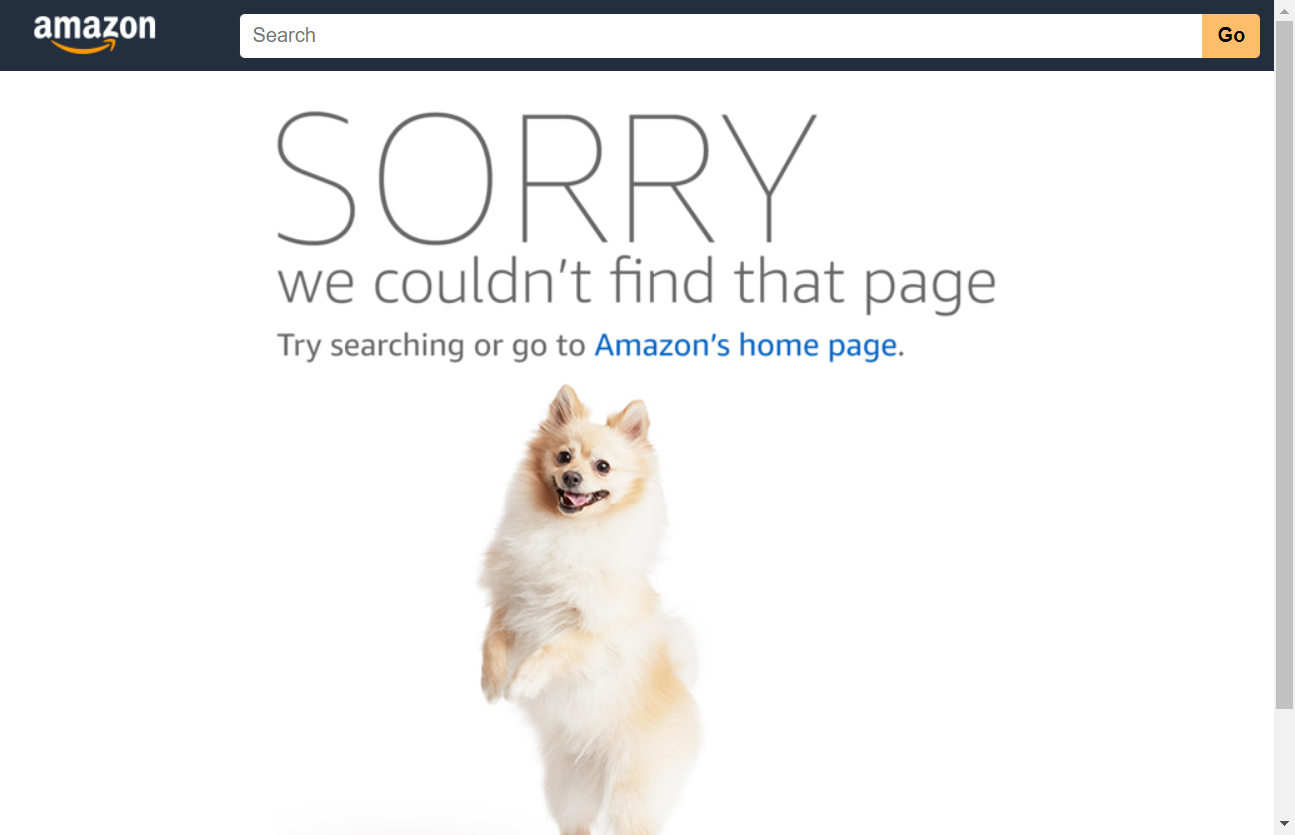 amazon
Search
Go
SORRY
we couldn't find that page
Try searching or go to Amazon's home page.